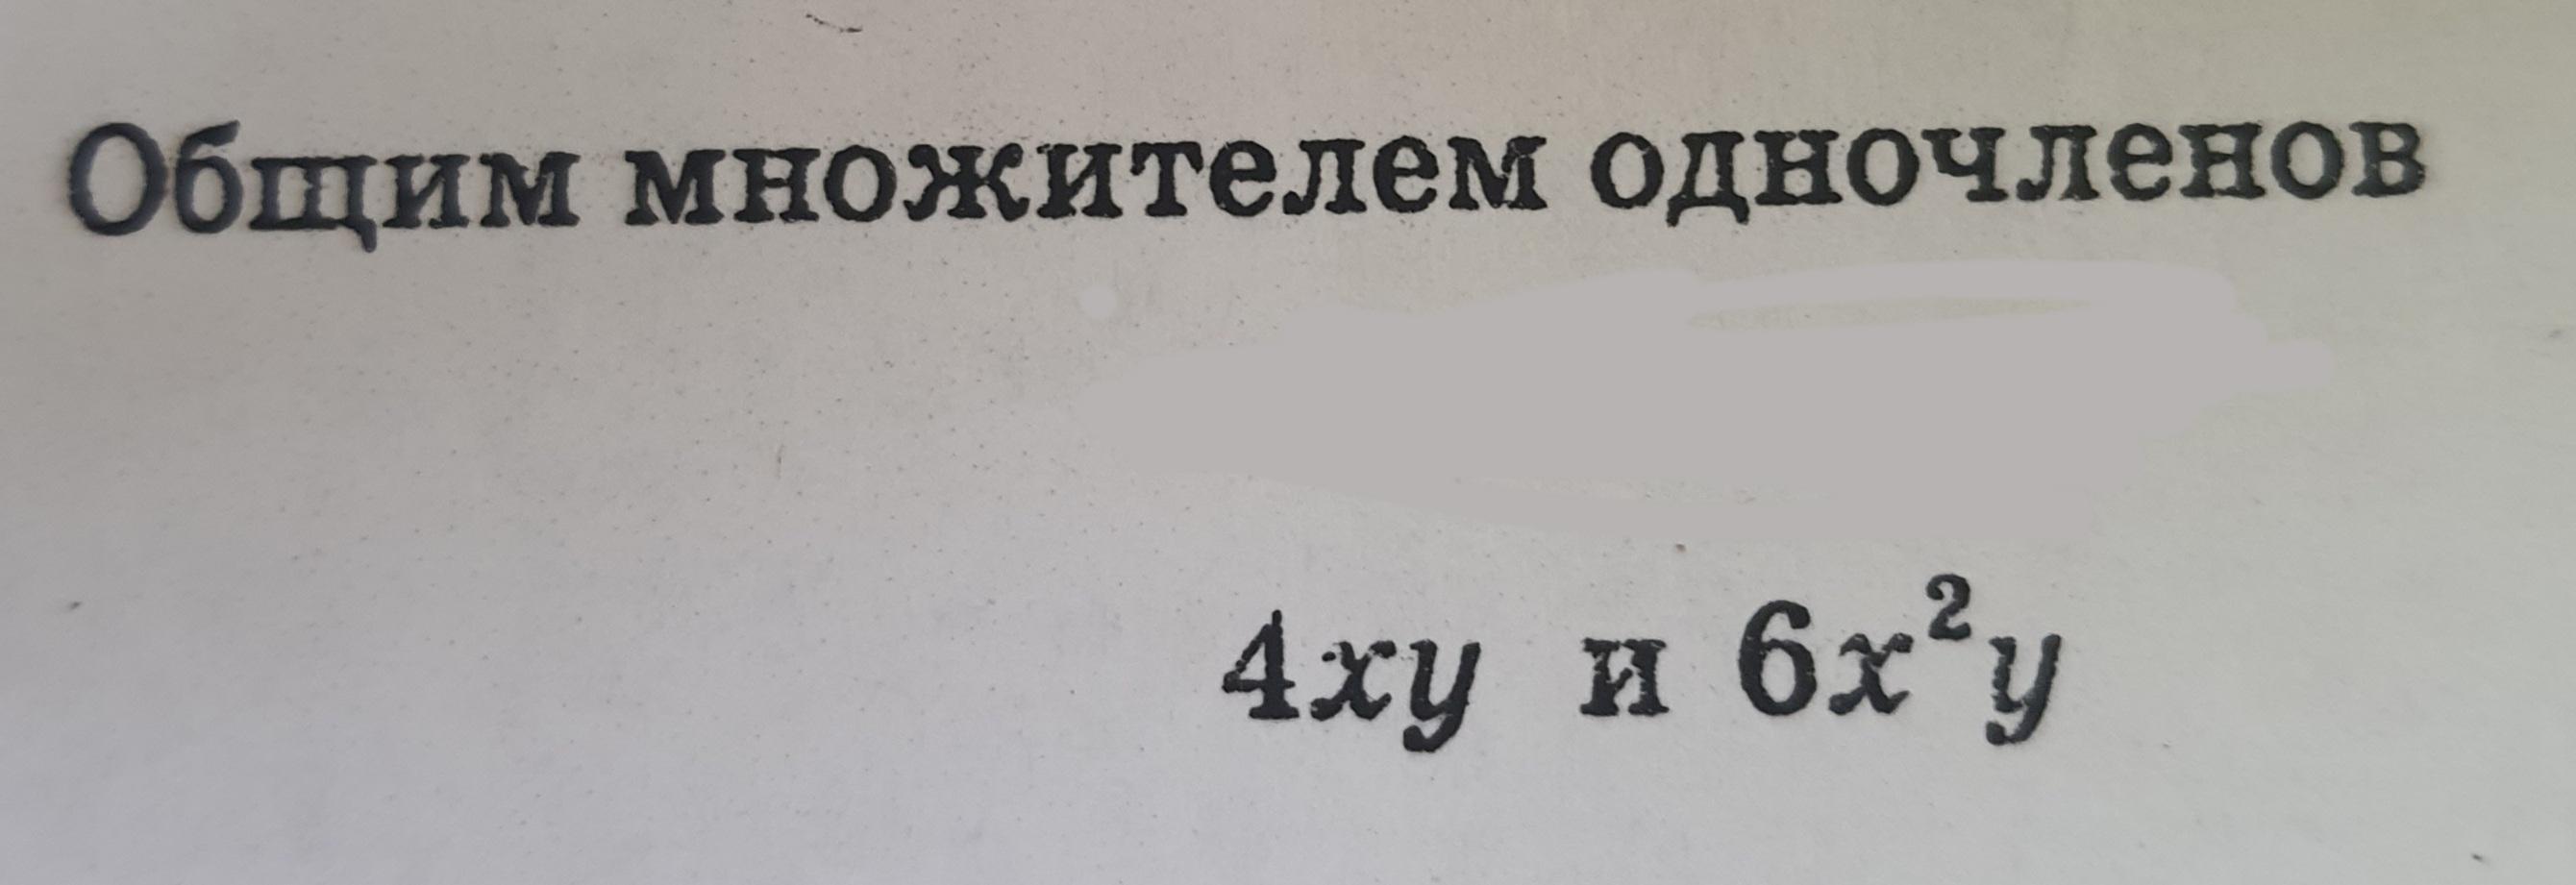 Общим множителем одночленов
4xy и 6x²y